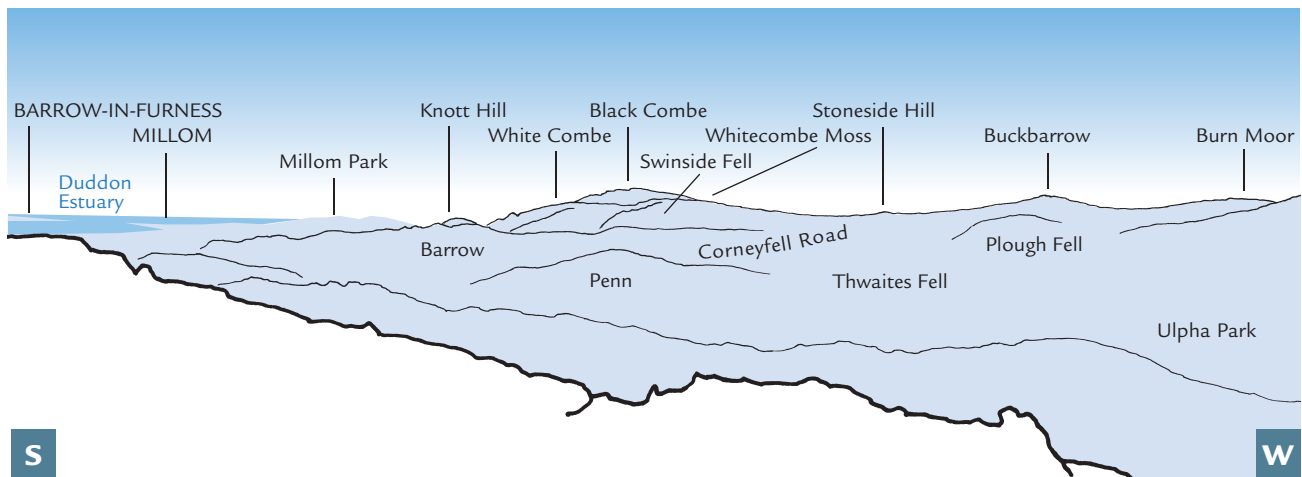 BARROW-IN-FURNESS
MILLOM
Duddon
Estuary
Millom Park
Knott Hill
White Combe
Black Combe
Whitecombe Moss
Swinside Fell
Stoneside Hill
Buckbarrow
Burn Moor
Barrow
Corneyfell Road
Plough Fell
Penn
Thwaites Fell
Ulpha Park
S
W